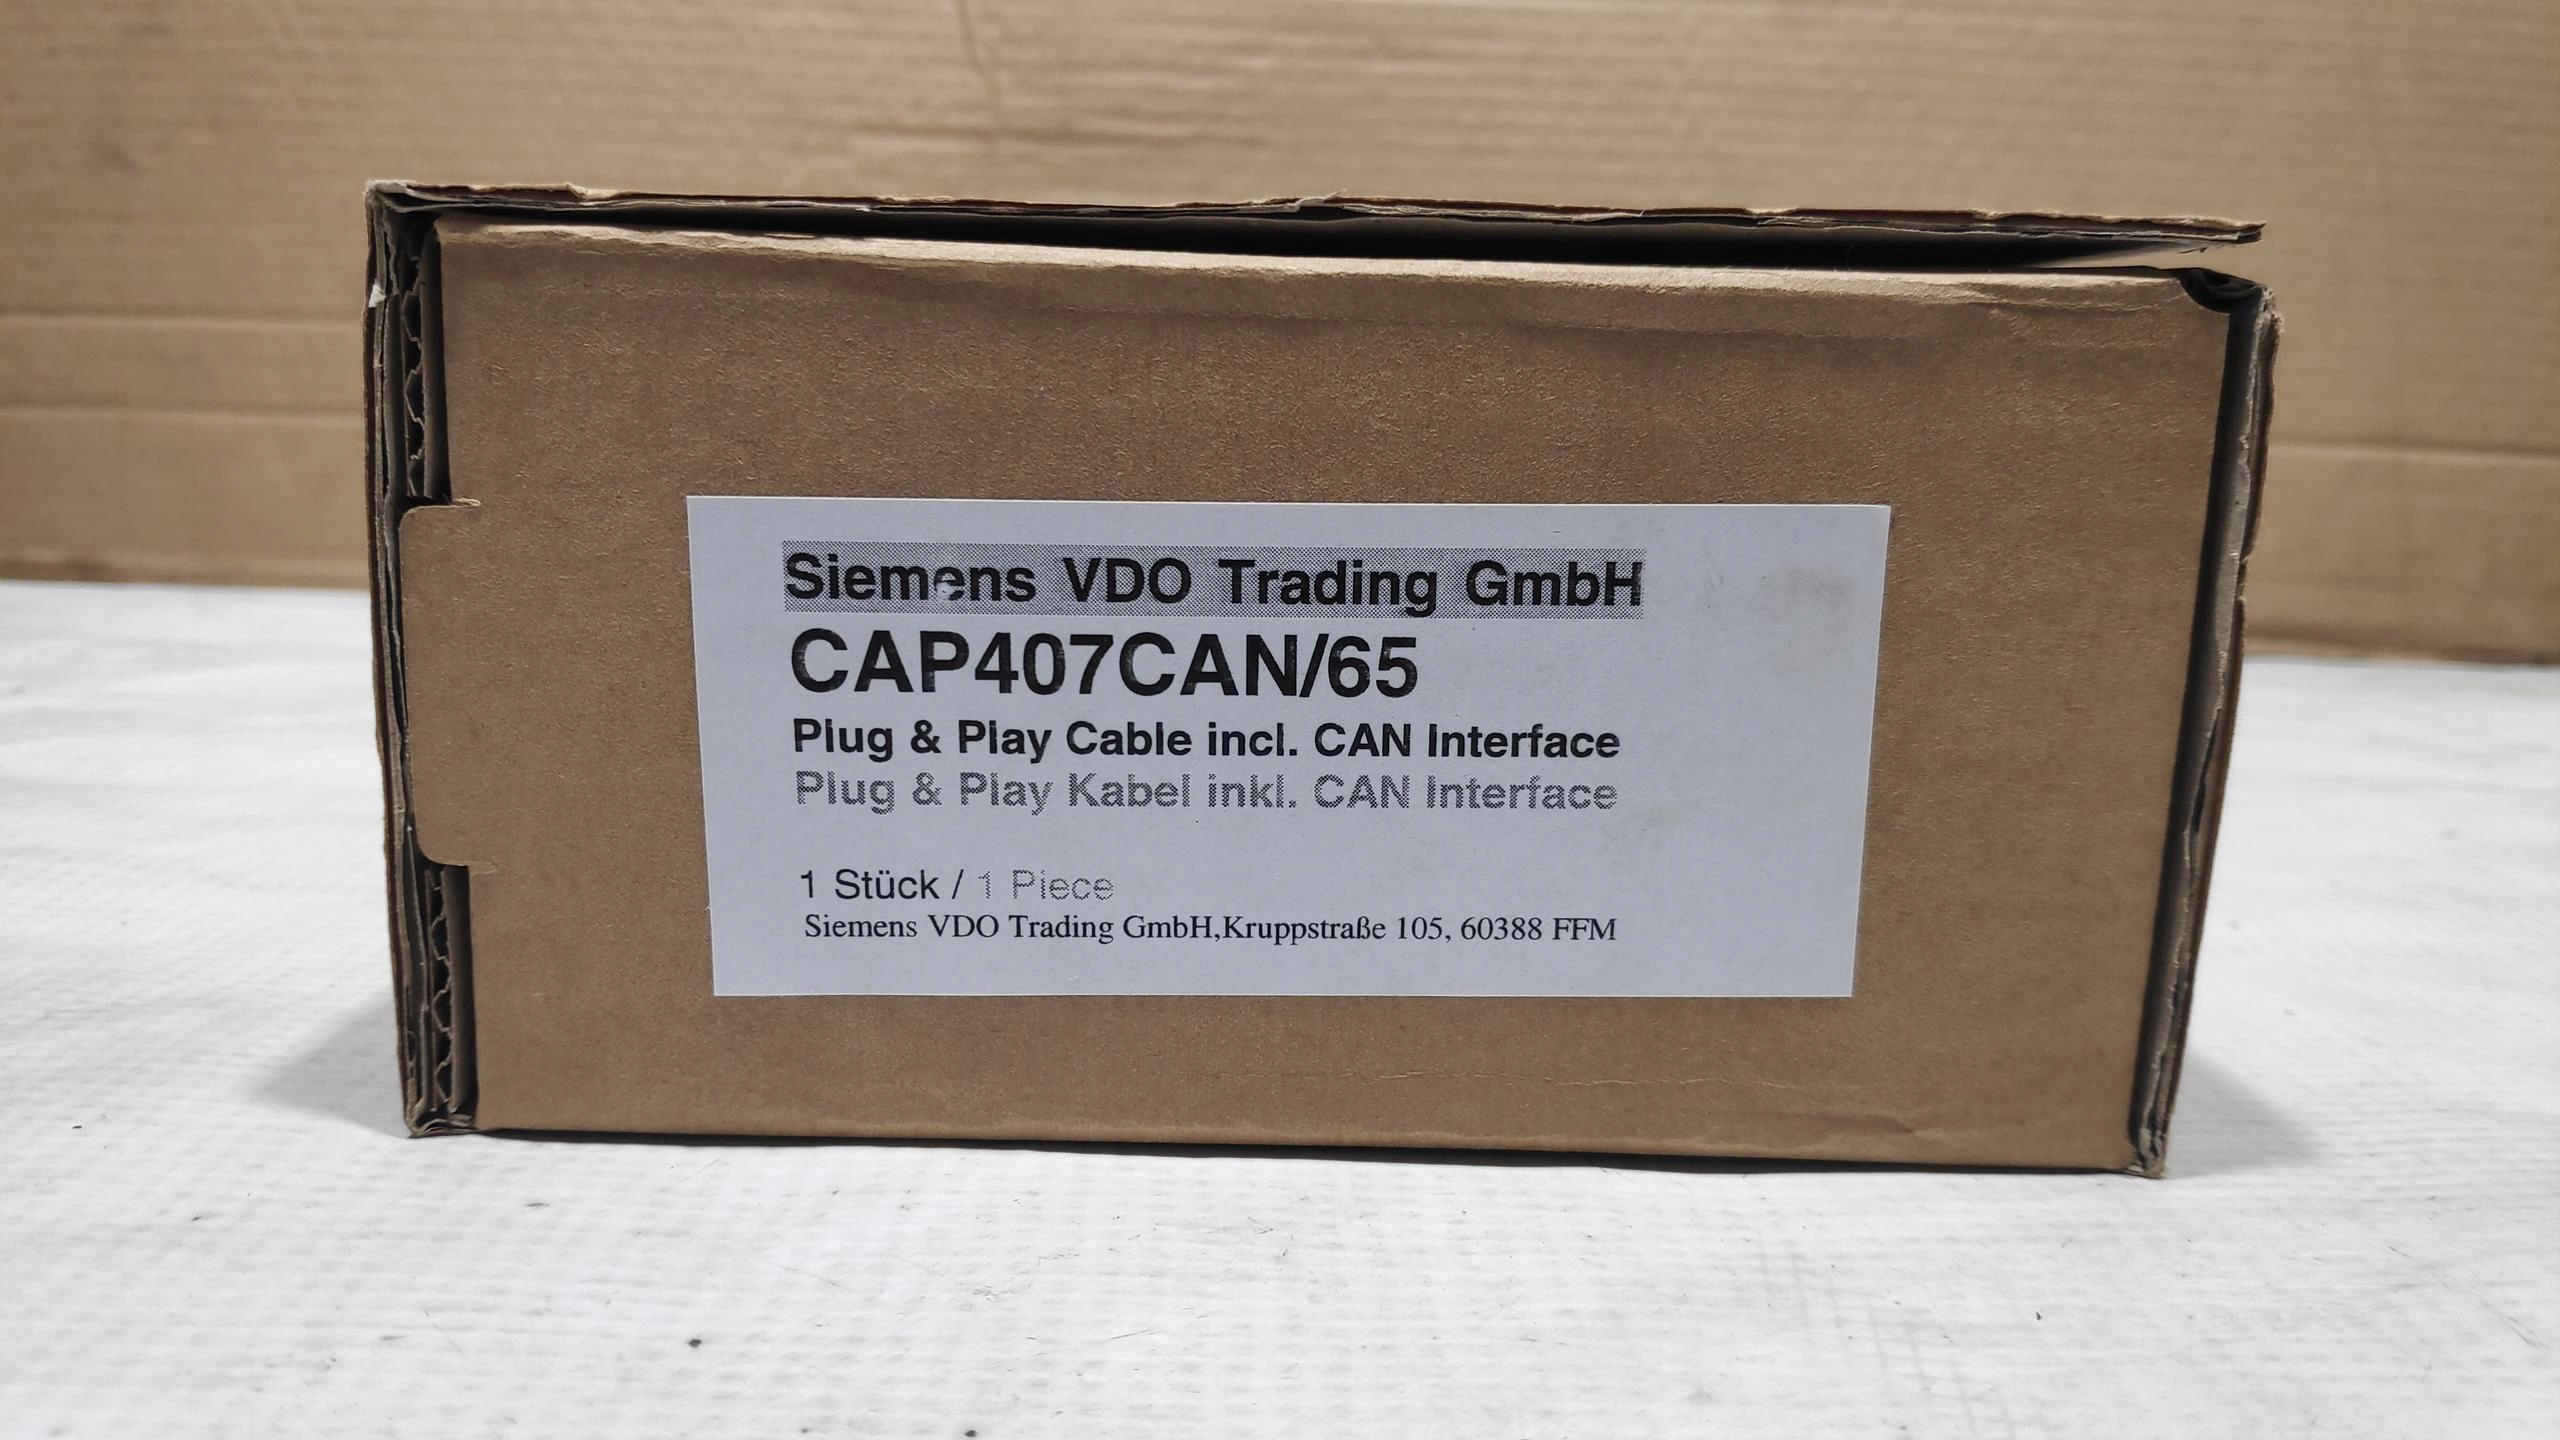 Siemens VDO Trading GmbH
CAP407CAN/65
Plug & Play Cable incl. CAN Interface
Plug & Play Kabel inkl. CAN Interface
1 Stück / 1 Piece
Siemens VDO Trading GmbH,Kruppstraße 105, 60388 FFM